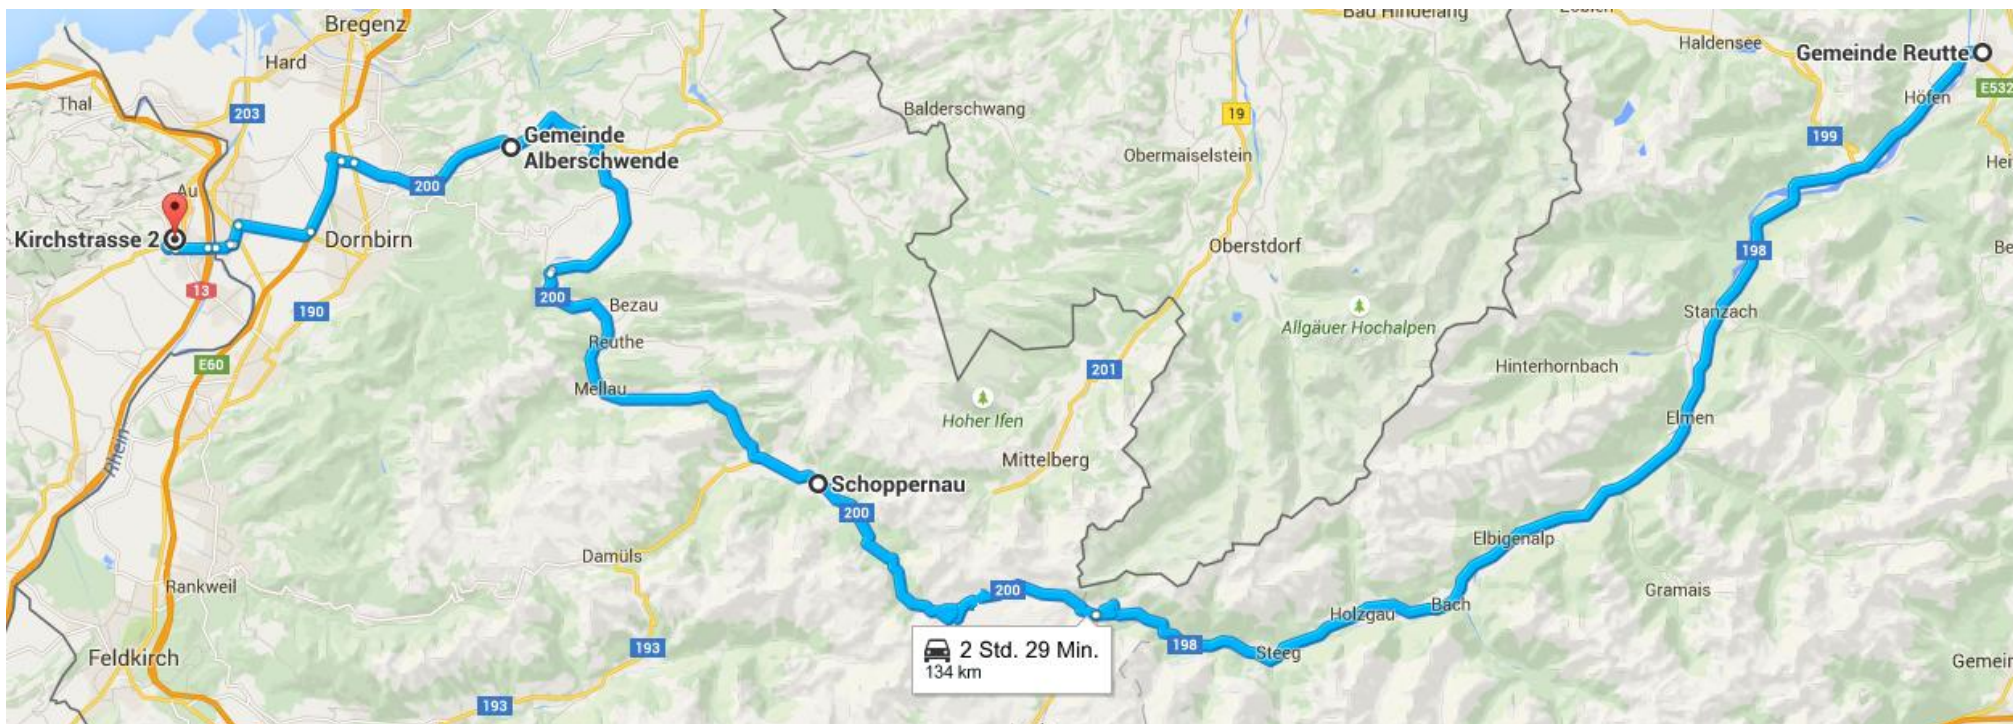 Bregenz
Bad Hindelang
Haldensee
Gemeinde Reutte
Hard
Thal
203
Balderschwang
19
E532
Höfen
199
Gemeinde
Alberschwende
Obermaiselstein
Au
200
Kirchstrasse 2
Dornbirn
Oberstdorf
198
13
200
Bezau
190
Allgäuer Hochalpen
Stanzach
Reuthe
E60
201
Hinterhornbach
Mellau
Hoher Ifen
Elmen
Rhein
Mittelberg
Schoppernau
200
Elbigenalp
Damüls
Rankweil
200
Gramais
Bach
Holzgau
193
2 Std. 29 Min.
134 km
198
Steeg
Feldkirch
193